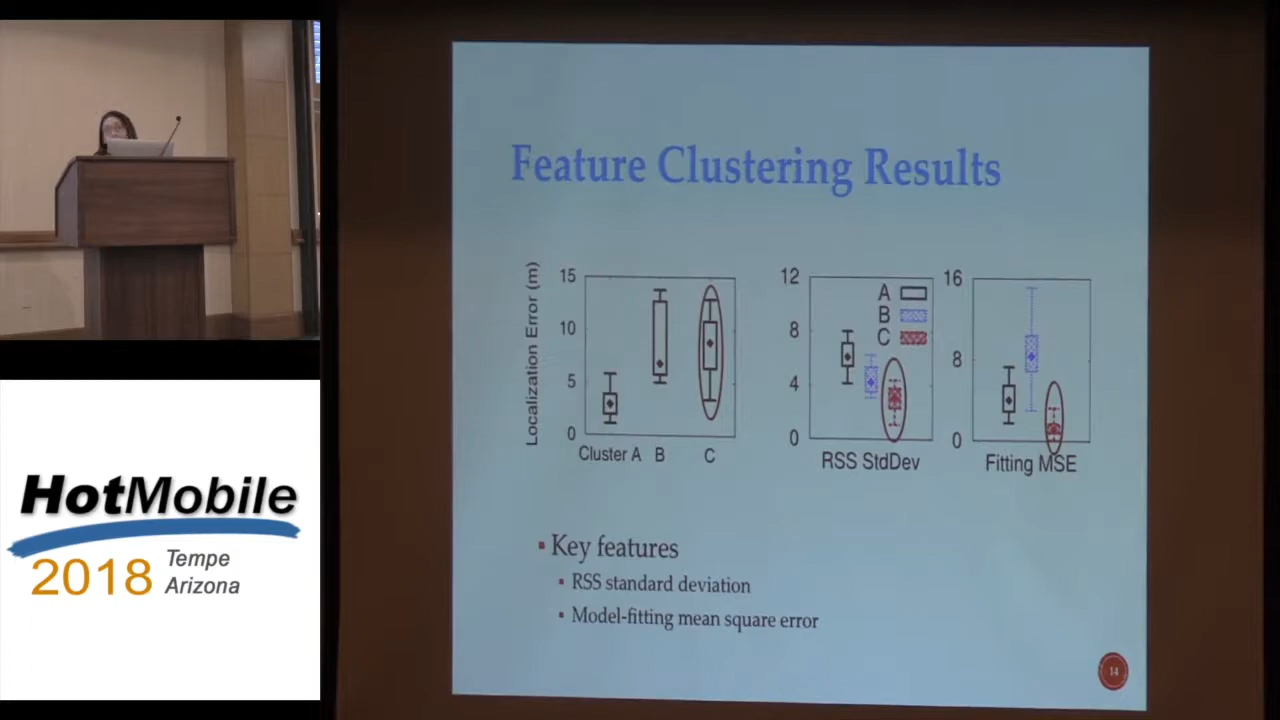 Feature Clustering Results
Localization Error (m)
15
10
5
0
Cluster A B C
12
8
4
0
A
B
C
RSS StdDev
16
8
0
Fitting MSE
Key features
RSS standard deviation
Model-fitting mean square error
14
HotMobile
2018 Tempe
Arizona